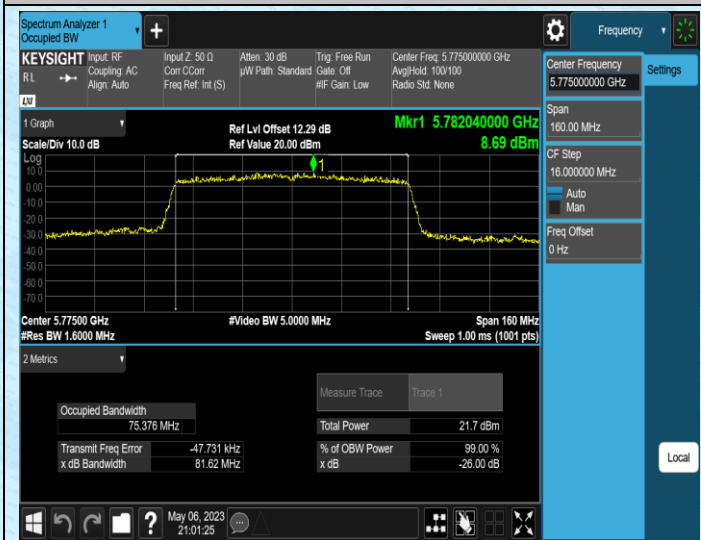 Spectrum Analyzer 1
Occupied BW
Frequency
KEYSIGHT
RL
LXI
Input: RF
Coupling: AC
Align: Auto
Input Z: 50 Ω
Corr CCorr
Freq Ref: Int (S)
Atten: 30 dB
µW Path: Standard
Trig: Free Run
Gate: Off
#IF Gain: Low
Center Freq: 5.775000000 GHz
Avg|Hold: 100/100
Radio Std: None
1 Graph
Scale/Div 10.0 dB
Ref Lvl Offset 12.29 dB
Ref Value 20.00 dBm
Mkr1 5.782040000 GHz
8.69 dBm
Log
10.0
0.00
-10.0
-20.0
-30.0
-40.0
-50.0
-60.0
-70.0
1
Center 5.77500 GHz
#Res BW 1.6000 MHz
#Video BW 5.0000 MHz
Span 160 MHz
Sweep 1.00 ms (1001 pts)
2 Metrics
Measure Trace
Trace 1
Occupied Bandwidth
75.376 MHz
Total Power
21.7 dBm
Transmit Freq Error
-47.731 kHz
% of OBW Power
99.00 %
x dB Bandwidth
81.62 MHz
x dB
-26.00 dB
Center Frequency
5.775000000 GHz
Settings
Span
160.00 MHz
CF Step
16.000000 MHz
Auto
Man
Freq Offset
0 Hz
Local
?
May 06, 2023
21:01:25